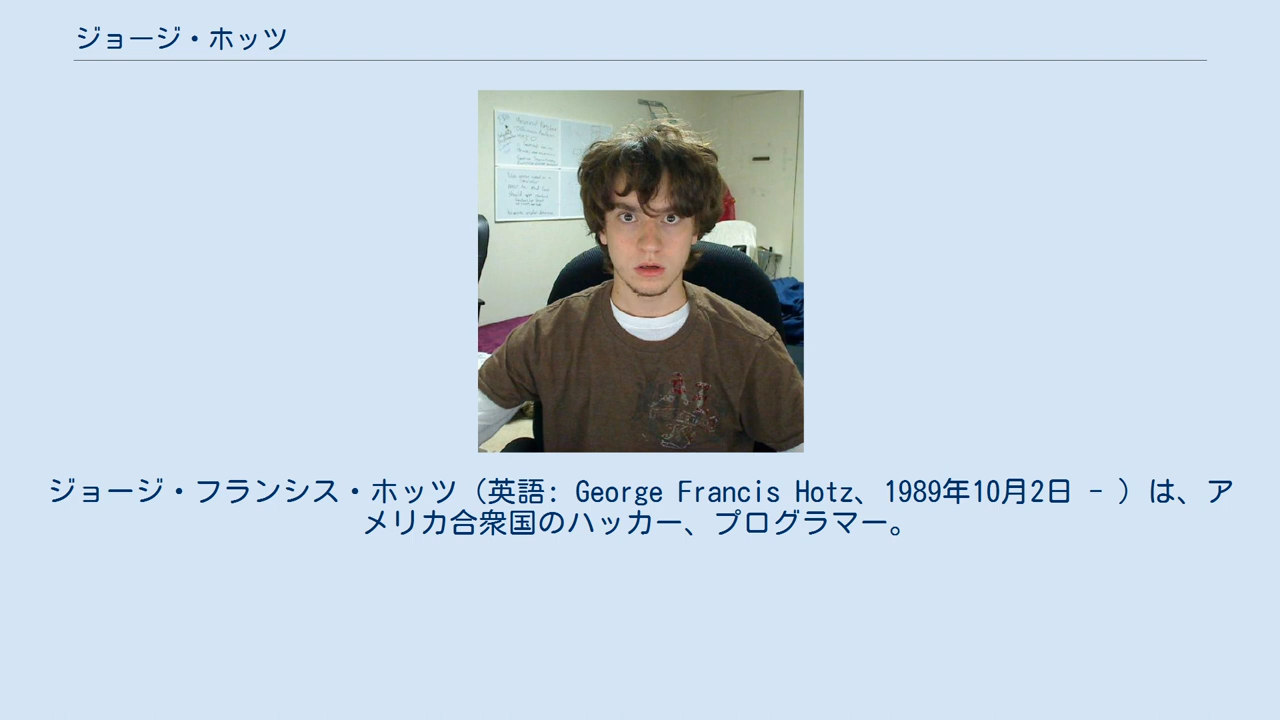 ジョージ・ホッツ
ジョージ・フランシス・ホッツ（英語: George Francis Hotz、1989年10月2日 - ）は、ア
メリカ合衆国のハッカー、プログラマー。